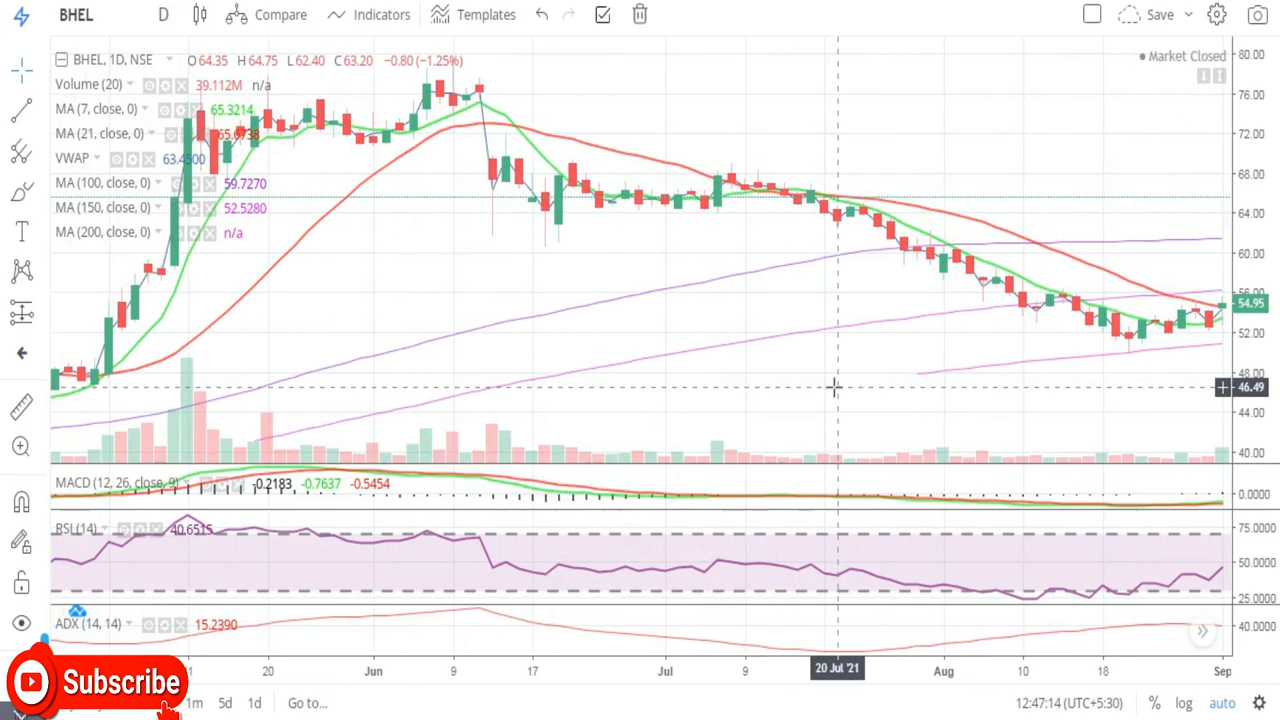 BHEL D Compare Indicators Templates Save
BHEL, 1D, NSE O 64.35 H 64.75 L 62.40 C 63.20 −0.80 (−1.25%)
Market Closed
Volume (20) 39.112M n/a
MA (7, close, 0) 65.3214
MA (21, close, 0)
VWAP 63.4500
MA (100, close, 0) 59.7270
MA (150, close, 0) 52.5280
MA (200, close, 0) n/a
80.00
76.00
72.00
68.00
64.00
60.00
56.00
54.95
52.00
48.00
46.49
44.00
40.00
MACD (12, 26, close, 9) -0.2183 -0.7637 -0.5454
0.0000
RSI (14) 40.6515
75.0000
50.0000
25.0000
ADX (14, 14) 15.2390
40.0000
20 Jun 9 17 Jul 9 20 Jul '21 Aug 10 18 Sep
Subscribe
1m 5d 1d Go to... 12:47:14 (UTC+5:30) % log auto